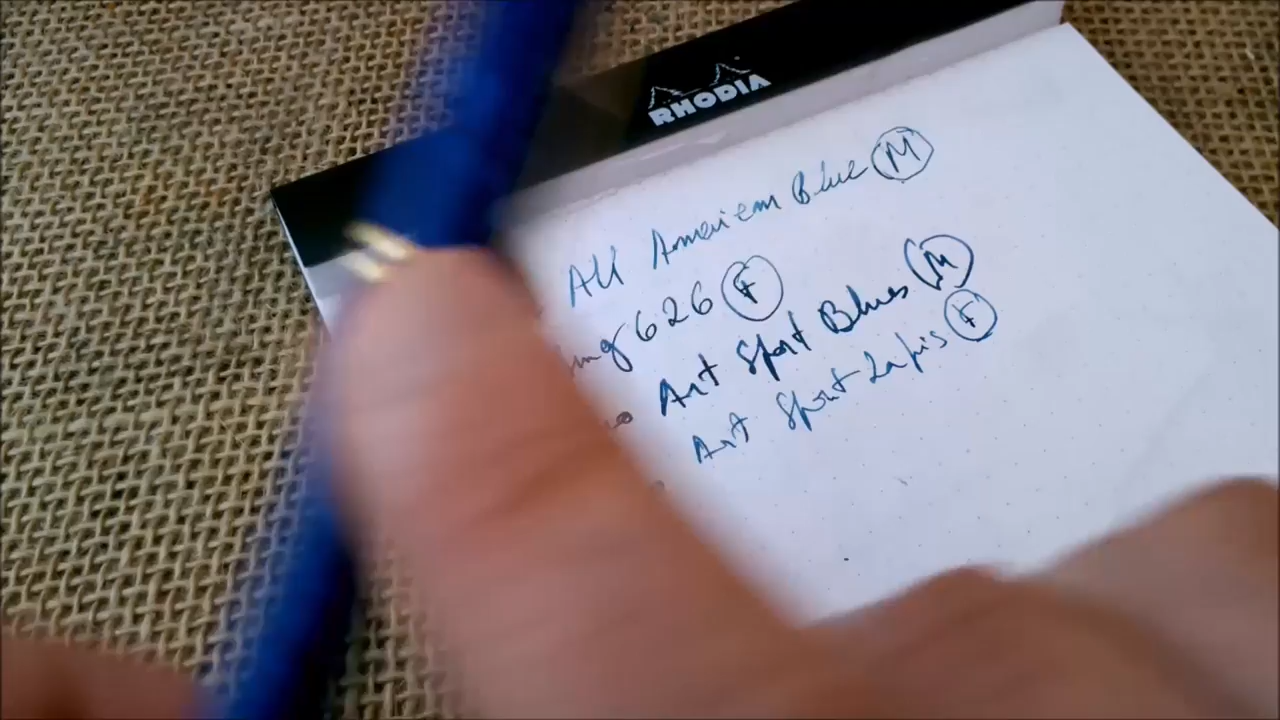 RHODIA
All American Blue M
626 F
Art Sport Blues M
Art Sport Lapis F